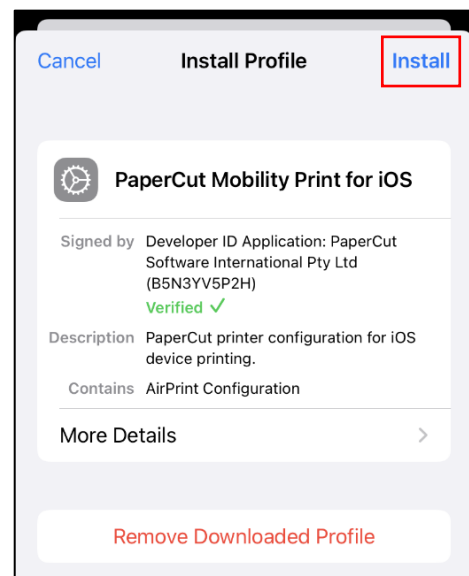 Cancel Install Profile Install
PaperCut Mobility Print for iOS
Signed by Developer ID Application: PaperCut
Software International Pty Ltd
(B5N3YV5P2H)
Verified ✓
Description PaperCut printer configuration for iOS
device printing.
Contains AirPrint Configuration
More Details
Remove Downloaded Profile